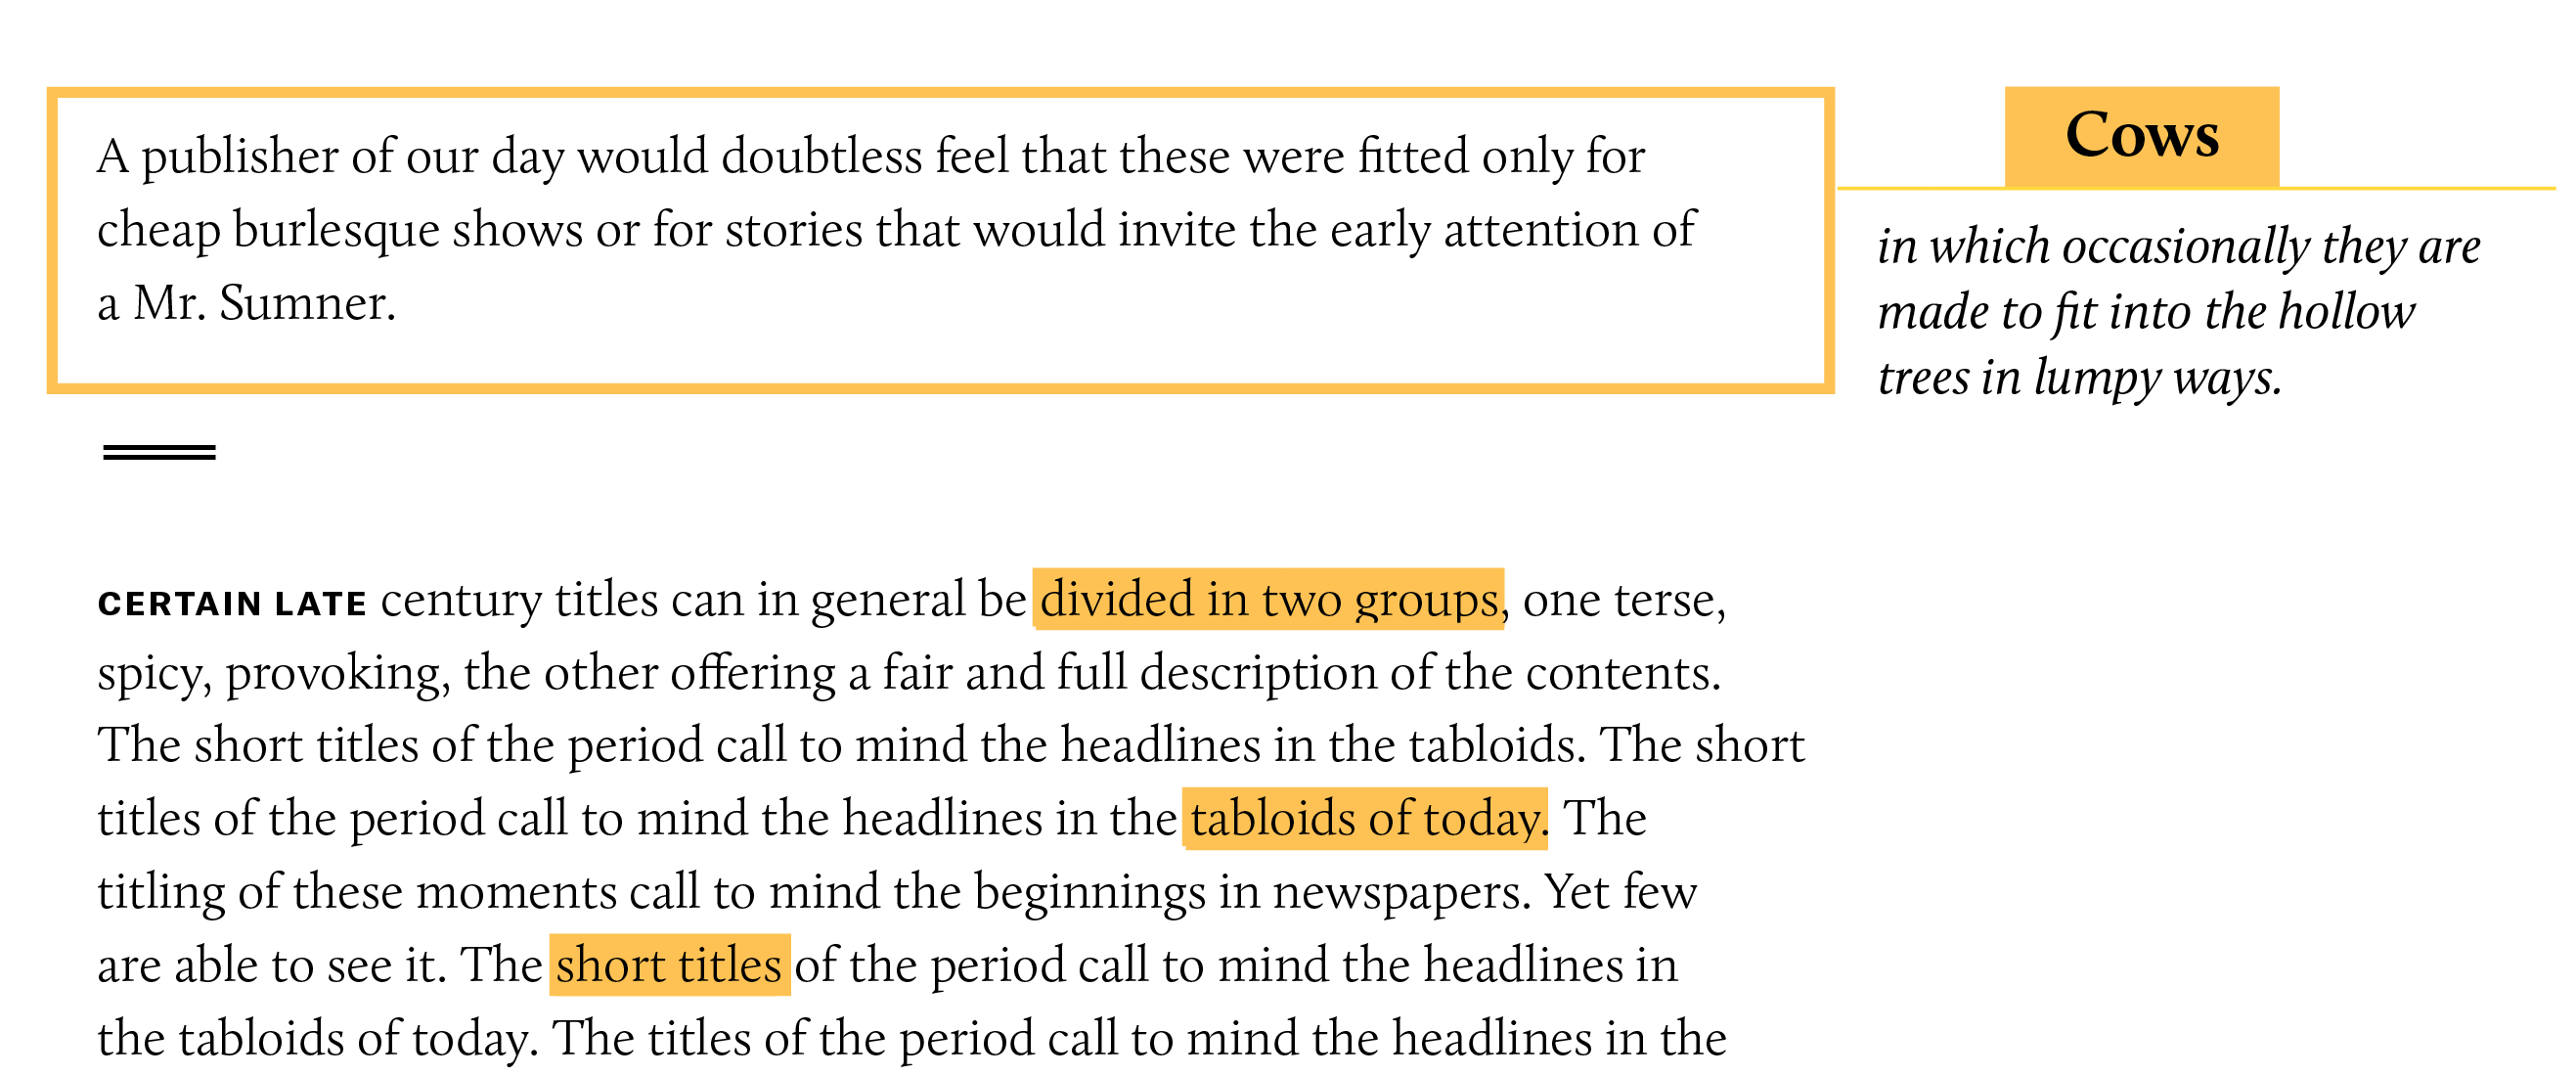 A publisher of our day would doubtless feel that these were fitted only for
cheap burlesque shows or for stories that would invite the early attention of
a Mr. Sumner.
Cows
in which occasionally they are
made to fit into the hollow
trees in lumpy ways.
CERTAIN LATE century titles can in general be divided in two groups, one terse,
spicy, provoking, the other offering a fair and full description of the contents.
The short titles of the period call to mind the headlines in the tabloids. The short
titles of the period call to mind the headlines in the tabloids of today. The
titling of these moments call to mind the beginnings in newspapers. Yet few
are able to see it. The short titles of the period call to mind the headlines in
the tabloids of today. The titles of the period call to mind the headlines in the